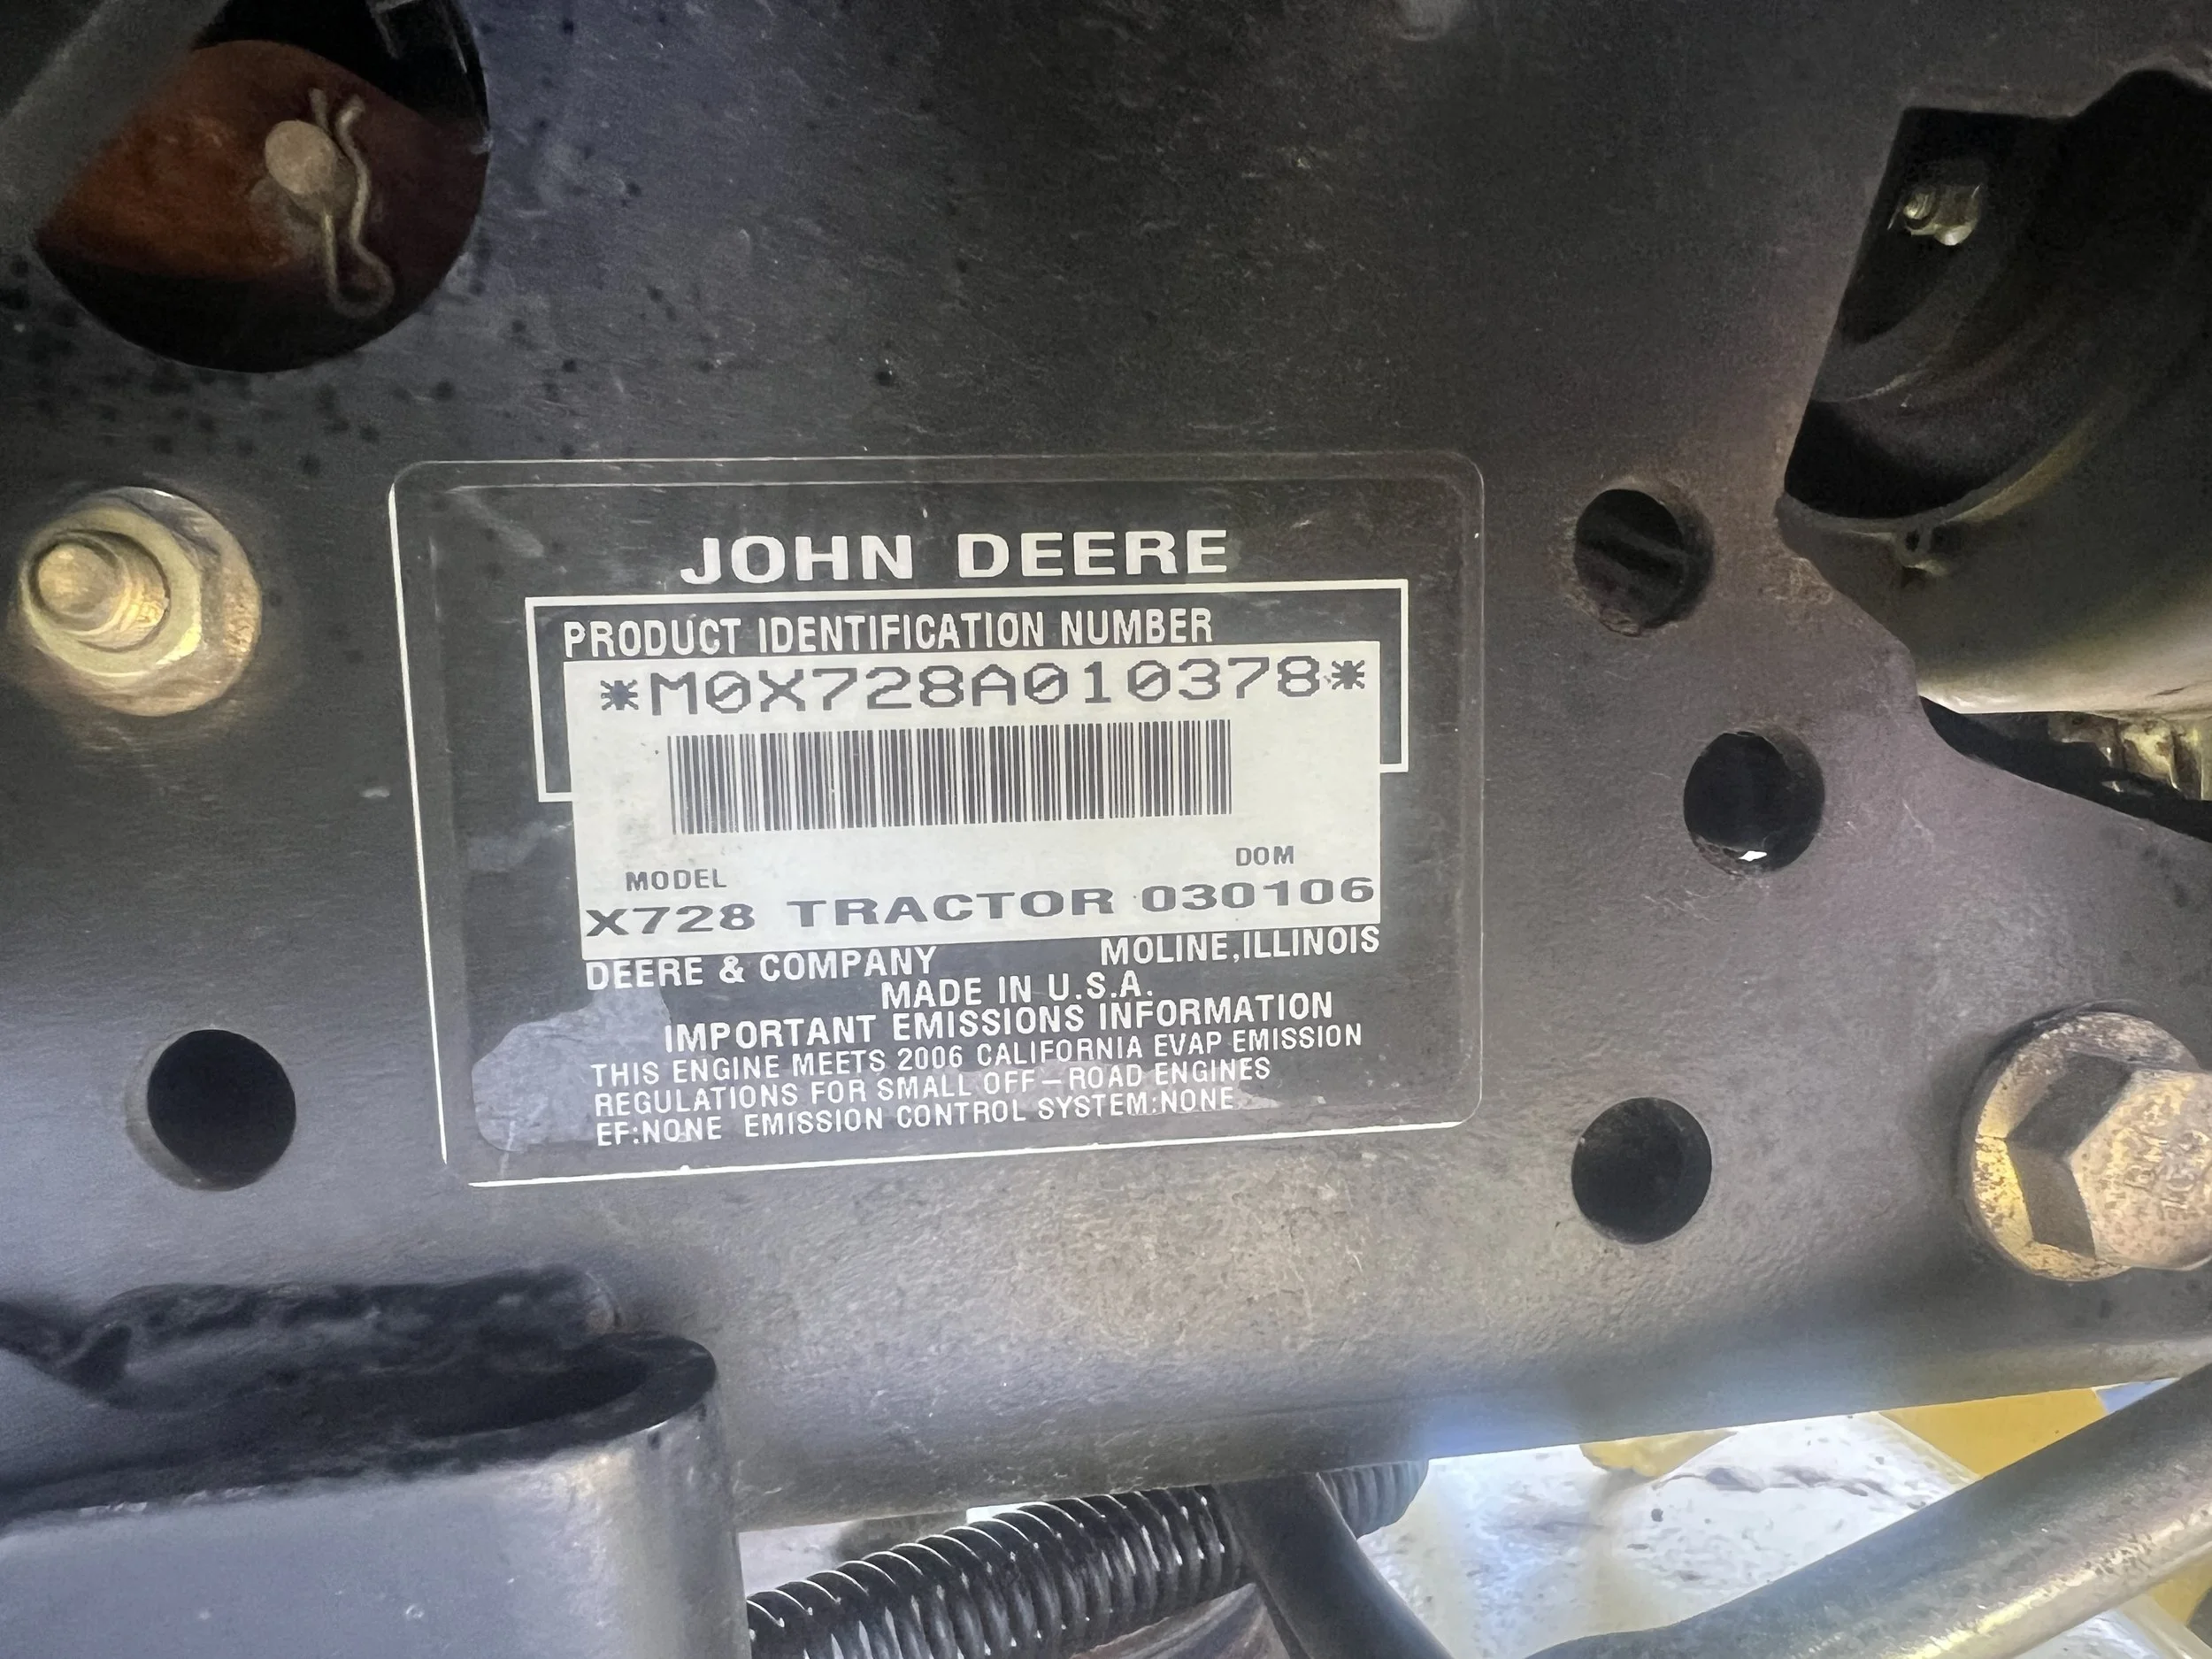 JOHN DEERE
PRODUCT IDENTIFICATION NUMBER
*M0X728A010378*
MODEL DOM
X728 TRACTOR 030106
DEERE & COMPANY MOLINE,ILLINOIS
MADE IN U.S.A.
IMPORTANT EMISSIONS INFORMATION
THIS ENGINE MEETS 2006 CALIFORNIA EVAP EMISSION
REGULATIONS FOR SMALL OFF-ROAD ENGINES
EF:NONE EMISSION CONTROL SYSTEM:NONE